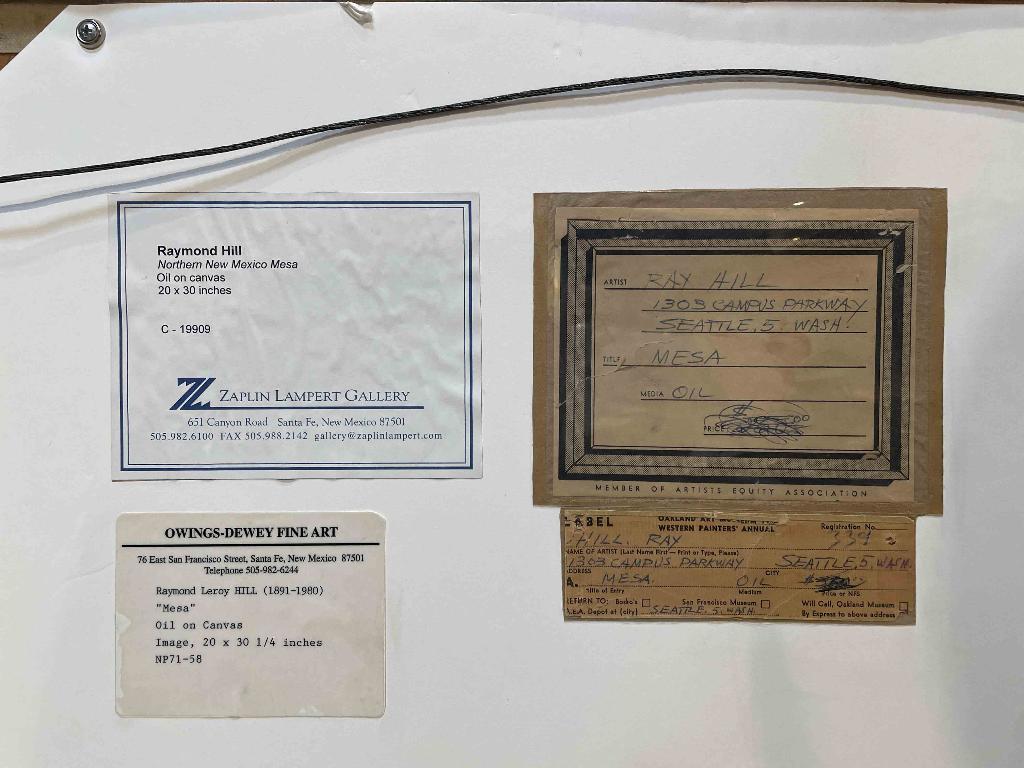 Raymond Hill
Northern New Mexico Mesa
Oil on canvas
20 x 30 inches
C - 19909
ZL ZAPLIN LAMPERT GALLERY
651 Canyon Road Santa Fe, New Mexico 87501
505.982.6100 FAX 505.988.2142 gallery@zaplinlampert.com
OWINGS-DEWEY FINE ART
76 East San Francisco Street, Santa Fe, New Mexico 87501
Telephone 505-982-6244
Raymond Leroy HILL (1891-1980)
"Mesa"
Oil on Canvas
Image, 20 x 30 1/4 inches
NP71-58
ARTIST RAY HILL
1303 CAMPUS PARKWAY
SEATTLE, 5. WASH.
TITLE MESA
MEDIA OIL
PRICE $
MEMBER OF ARTISTS EQUITY ASSOCIATION
LABEL OAKLAND ART
WESTERN PAINTERS' ANNUAL Registration No.
HILL. RAY
NAME OF ARTIST (Last Name First — Print or Type, Please)
1303 CAMPUS PARKWAY SEATTLE, 5, WASH.
ADDRESS CITY
A. MESA. OIL
Title of Entry Medium Price or NFS
RETURN TO: Bosko's San Francisco Museum Will Call, Oakland Museum
A.E.A. Depot at (city) SEATTLE. 5. WASH. By Express to above address